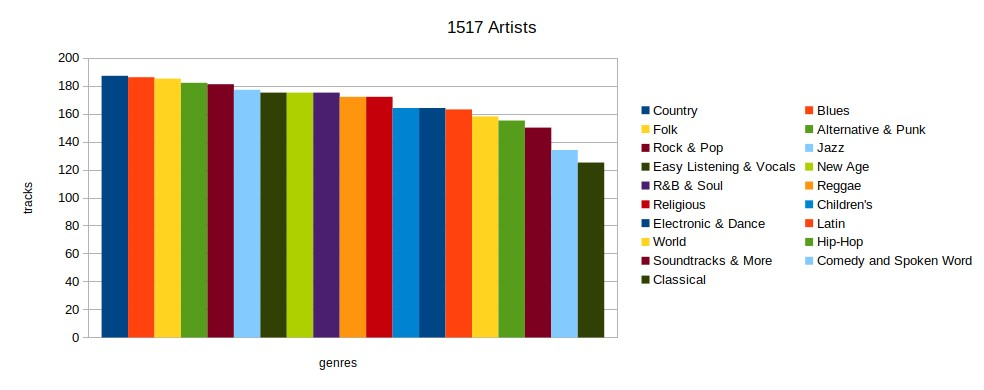 1517 Artists
200
180
160
140
120
100
80
60
40
20
0
tracks
genres
Country Blues
Folk Alternative & Punk
Rock & Pop Jazz
Easy Listening & Vocals New Age
R&B & Soul Reggae
Religious Children's
Electronic & Dance Latin
World Hip-Hop
Soundtracks & More Comedy and Spoken Word
Classical